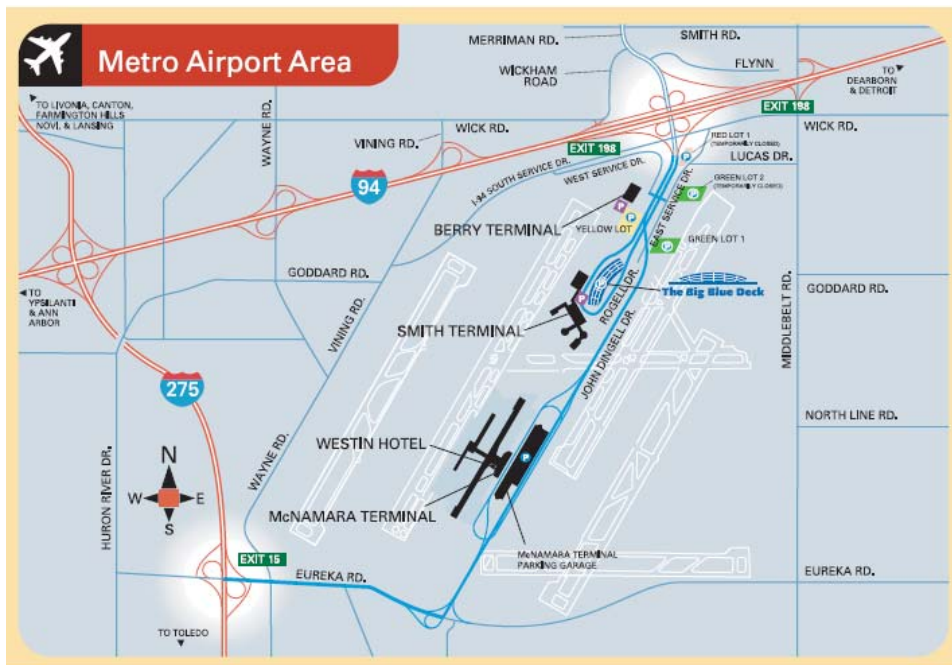 Metro Airport Area
MERRIMAN RD.
SMITH RD.
WICKHAM
ROAD
FLYNN
TO
DEARBORN
& DETROIT
TO LIVONIA, CANTON,
FARMINGTON HILLS
NOVI, & LANSING
WAYNE RD.
VINING RD.
WICK RD.
EXIT 198
EXIT 198
WICK RD.
RED LOT 1
(TEMPORARILY CLOSED)
LUCAS DR.
94
I-94 SOUTH SERVICE DR.
WEST SERVICE DR.
GREEN LOT 2
(TEMPORARILY CLOSED)
P
P
P
P
BERRY TERMINAL
YELLOW LOT
EAST SERVICE DR.
P
GREEN LOT 1
GODDARD RD.
The Big Blue Deck
GODDARD RD.
TO
YPSILANTI
& ANN
ARBOR
P
ROGELL DR.
MIDDLEBELT RD.
VINING RD.
SMITH TERMINAL
JOHN DINGELL DR.
275
NORTH LINE RD.
WESTIN HOTEL
P
N
W
E
S
HURON RIVER DR.
WAYNE RD.
McNAMARA TERMINAL
McNAMARA TERMINAL
PARKING GARAGE
EXIT 15
EUREKA RD.
EUREKA RD.
TO TOLEDO